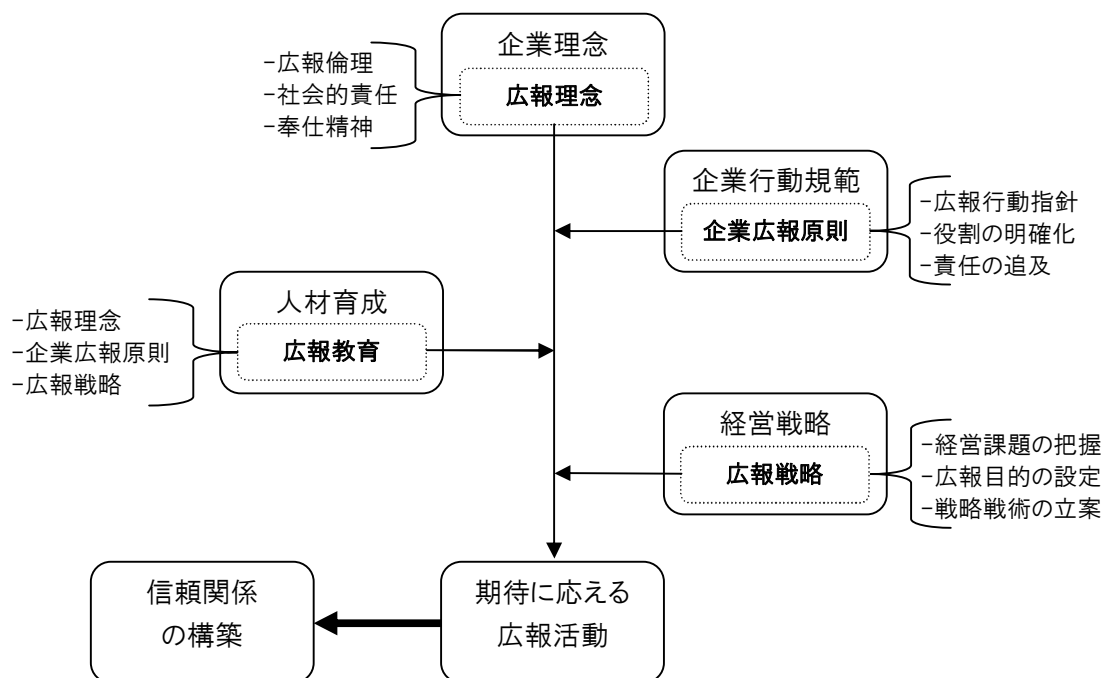 企業理念
広報理念
-広報倫理
-社会的責任
-奉仕精神
企業行動規範
企業広報原則
-広報行動指針
-役割の明確化
-責任の追及
人材育成
広報教育
-広報理念
-企業広報原則
-広報戦略
経営戦略
広報戦略
-経営課題の把握
-広報目的の設定
-戦略戦術の立案
期待に応える
広報活動
信頼関係
の構築